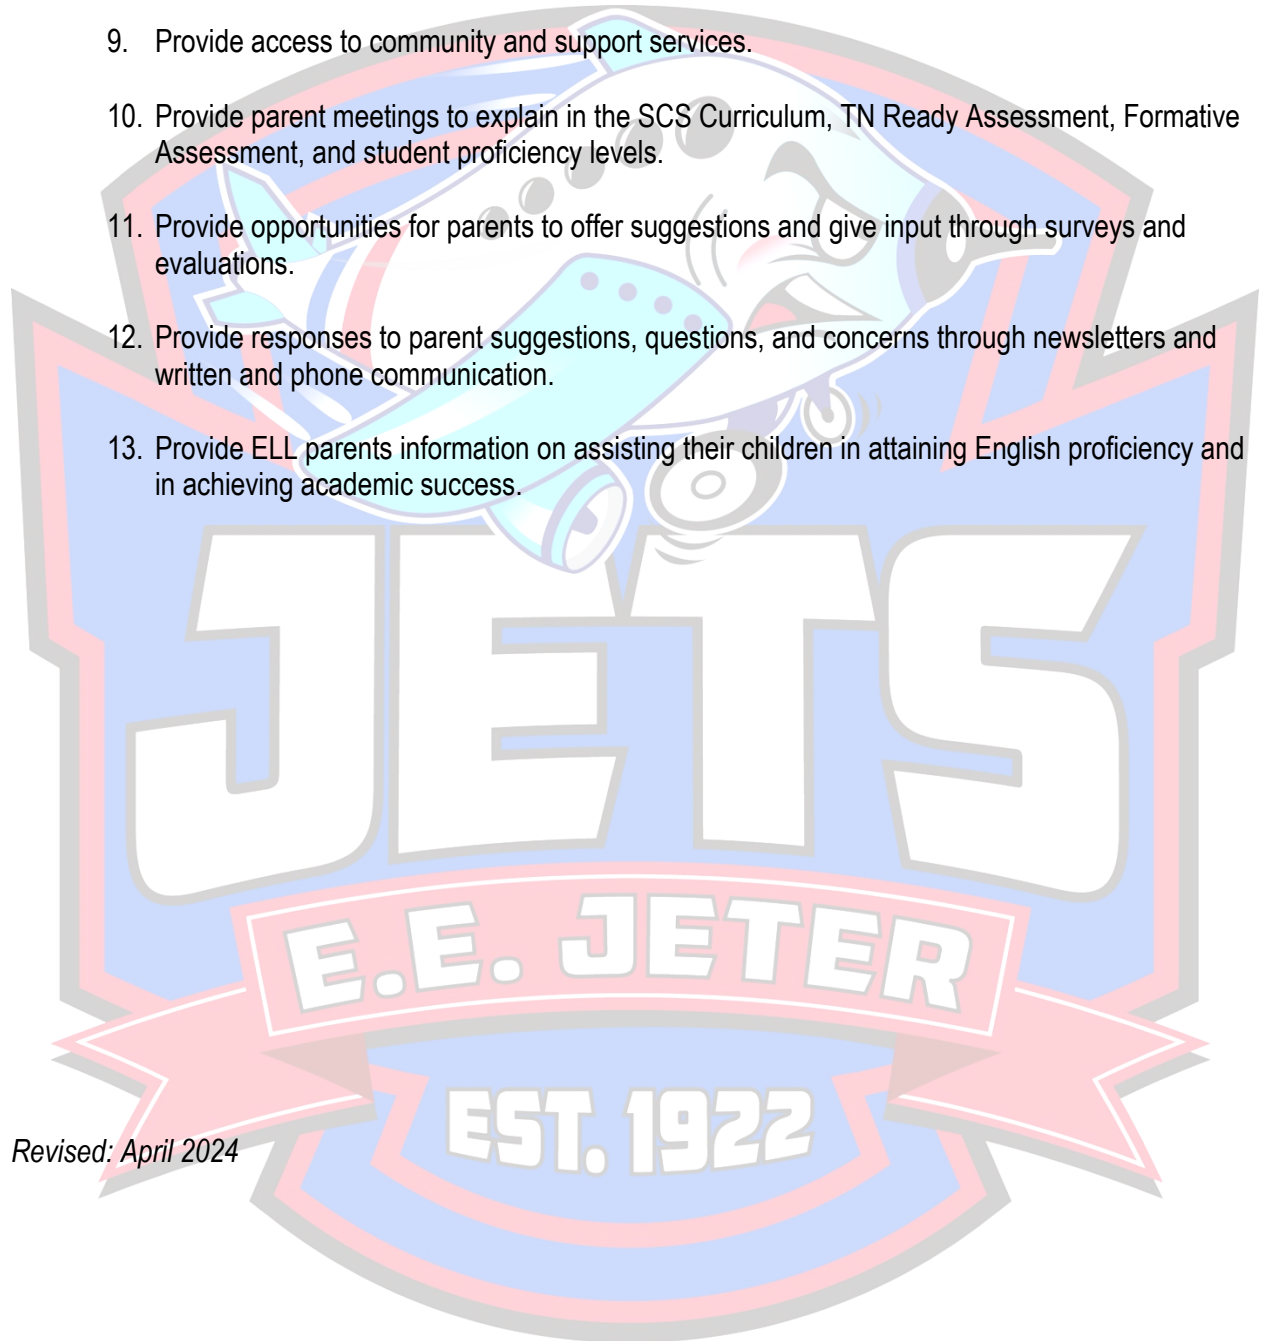 9. Provide access to community and support services.
10. Provide parent meetings to explain in the SCS Curriculum, TN Ready Assessment, Formative
Assessment, and student proficiency levels.
11. Provide opportunities for parents to offer suggestions and give input through surveys and
evaluations.
12. Provide responses to parent suggestions, questions, and concerns through newsletters and
written and phone communication.
13. Provide ELL parents information on assisting their children in attaining English proficiency and
in achieving academic success.
JETS
E.E. JETER
EST. 1922
Revised: April 2024